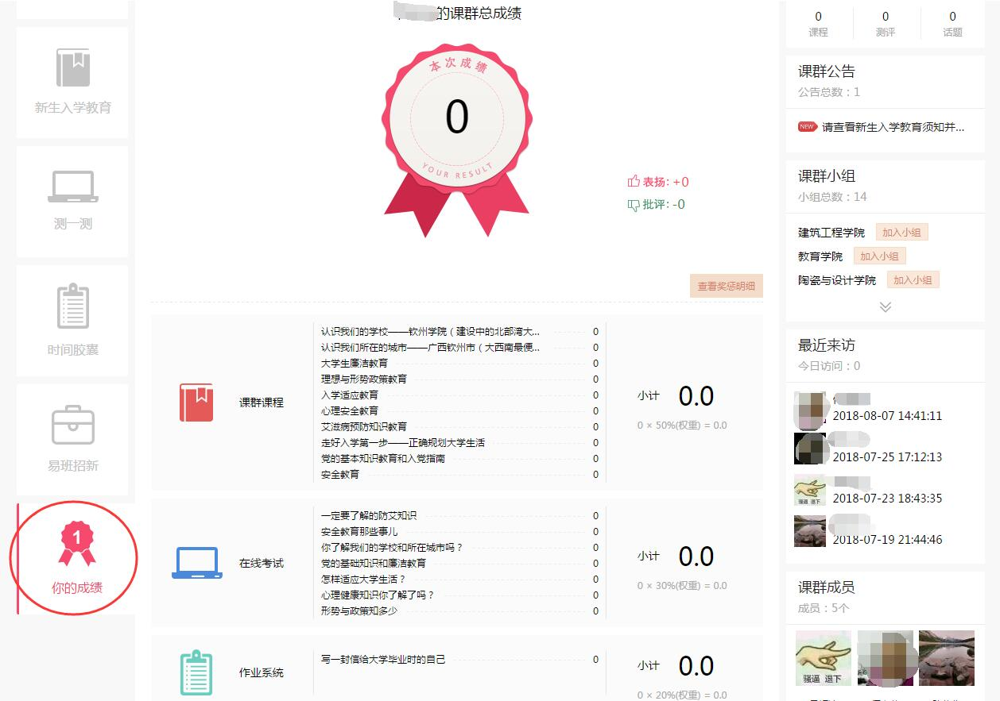 新生入学教育
测一测
时间胶囊
易班招新
1
你的成绩
的课群总成绩
本次成绩
0
YOUR RESULT
表扬：+0
批评：-0
查看奖惩明细
课群课程
认识我们的学校——钦州学院（建设中的北部湾大... 0
认识我们所在的城市——广西钦州市（大西南最便... 0
大学生廉洁教育 0
理想与形势政策教育 0
入学适应教育 0
心理安全教育 0
艾滋病预防知识教育 0
走好入学第一步——正确规划大学生活 0
党的基本知识教育和入党指南 0
安全教育 0
小计 0.0
0 × 50%(权重) = 0.0
在线考试
一定要了解的防艾知识 0
安全教育那些事儿 0
你了解我们的学校和所在城市吗？ 0
党的基础知识和廉洁教育 0
怎样适应大学生活？ 0
心理健康知识你了解了吗？ 0
形势与政策知多少 0
小计 0.0
0 × 30%(权重) = 0.0
作业系统
写一封信给大学毕业时的自己 0
小计 0.0
0 × 20%(权重) = 0.0
0 0 0
课程 测评 话题
课群公告
公告总数：1
NEW 请查看新生入学教育须知并...
课群小组
小组总数：14
建筑工程学院 加入小组
教育学院 加入小组
陶瓷与设计学院 加入小组
最近来访
今日访问：0
2018-08-07 14:41:11
2018-07-25 17:12:13
2018-07-23 18:43:35
骚逼 退下
2018-07-19 21:44:46
课群成员
成员：5个
骚逼 退下